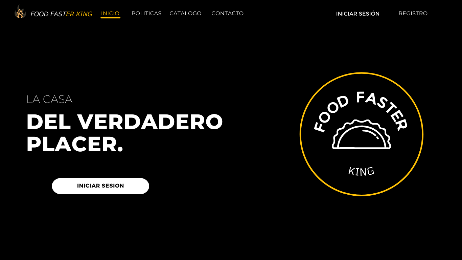 FOOD FASTER KING INICIO POLITICAS CATALOGO CONTACTO INICIAR SESION REGISTRO
LA CASA
DEL VERDADERO
PLACER.
INICIAR SESION
FOOD FASTER
KING